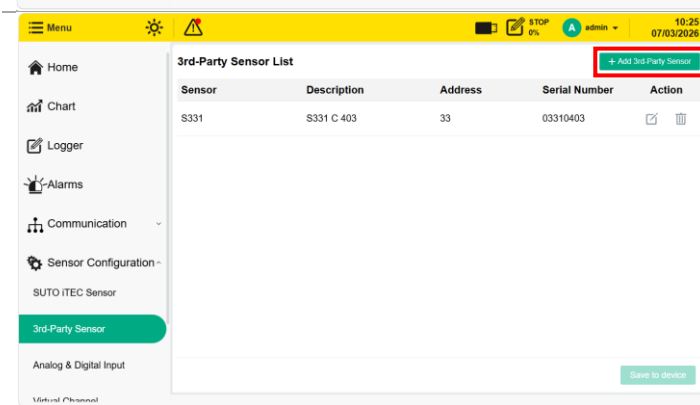 Menu
STOP
0%
A admin
10:25
07/03/2026
Home
Chart
Logger
Alarms
Communication
Sensor Configuration
SUTO iTEC Sensor
3rd-Party Sensor
Analog & Digital Input
Virtual Channel
3rd-Party Sensor List
+ Add 3rd-Party Sensor
Sensor Description Address Serial Number Action
S331 S331 C 403 33 03310403
Save to device